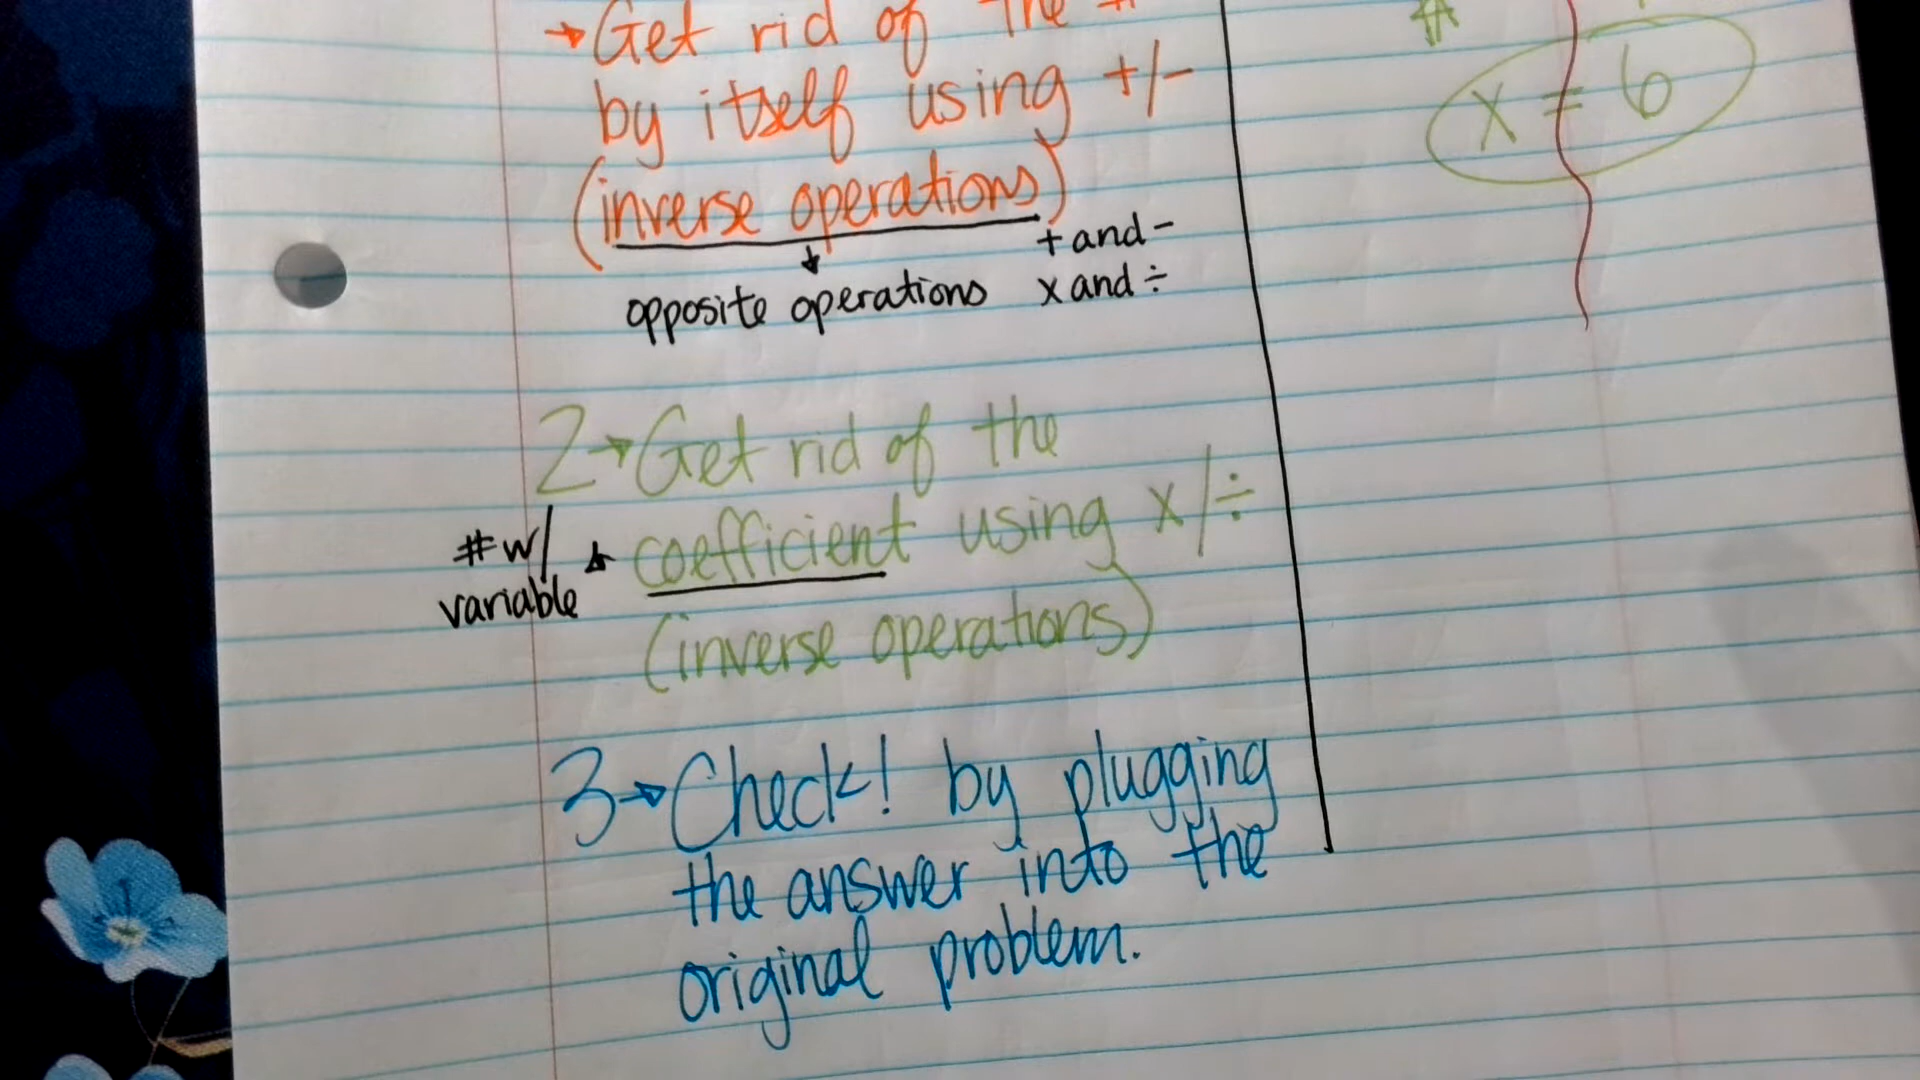 →Get rid of the #
by itself using +/-
(inverse operations)
+ and -
opposite operations x and ÷
2→Get rid of the
coefficient using x/÷
#w/
variable
(inverse operations)
3→Check! by plugging
the answer into the
original problem.
x = 6